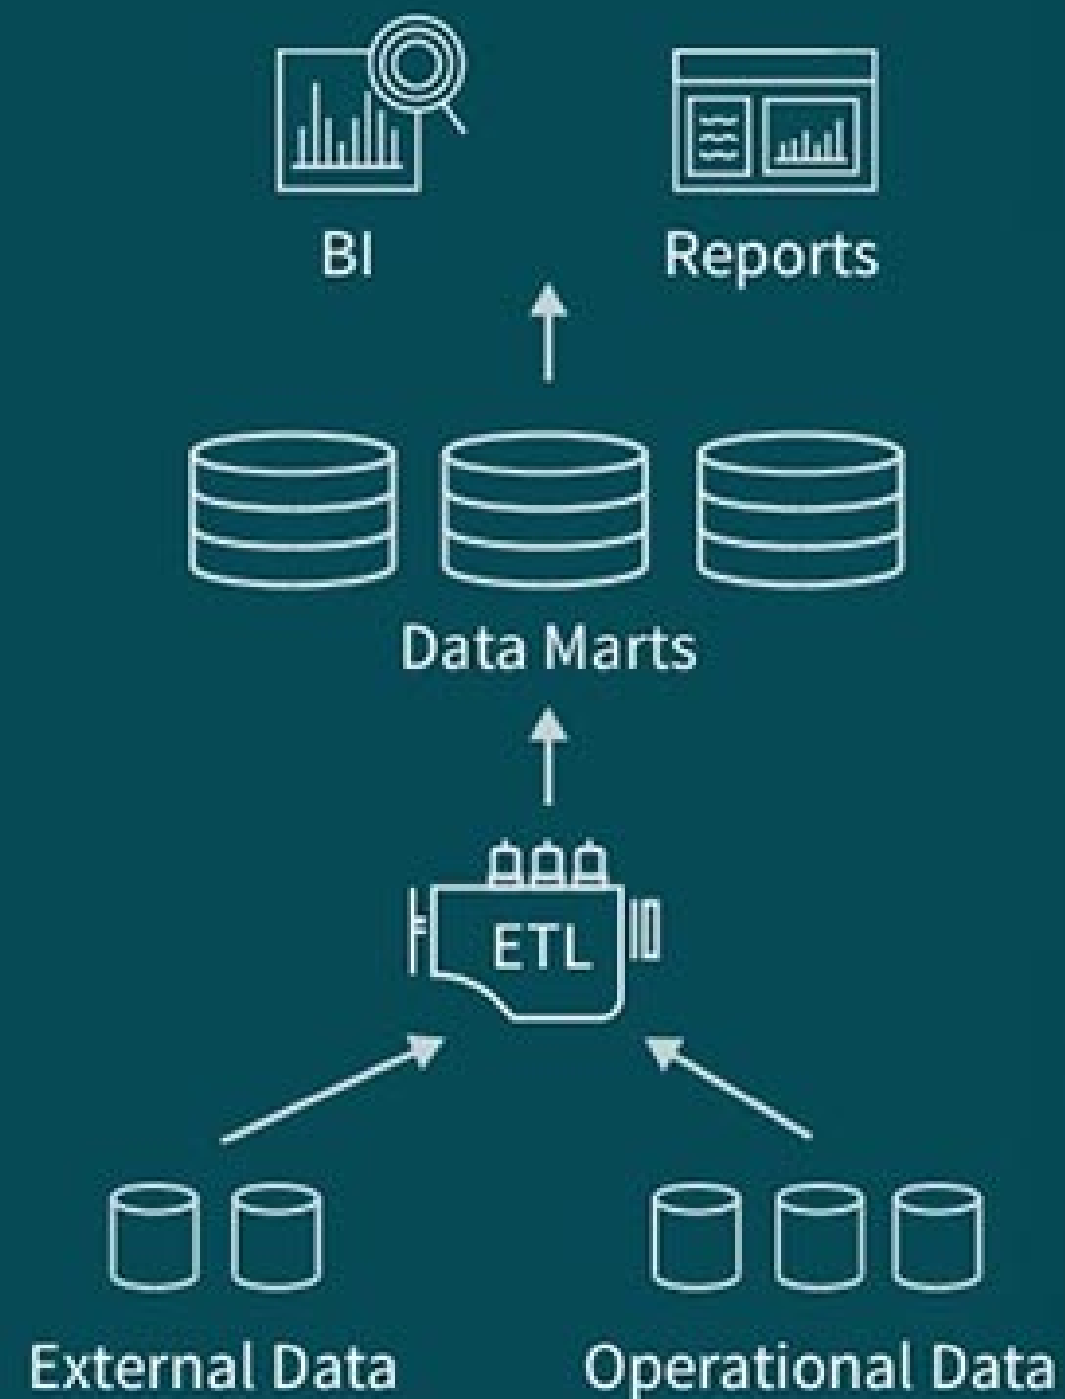 BI
Reports
Data Marts
ETL
External Data
Operational Data